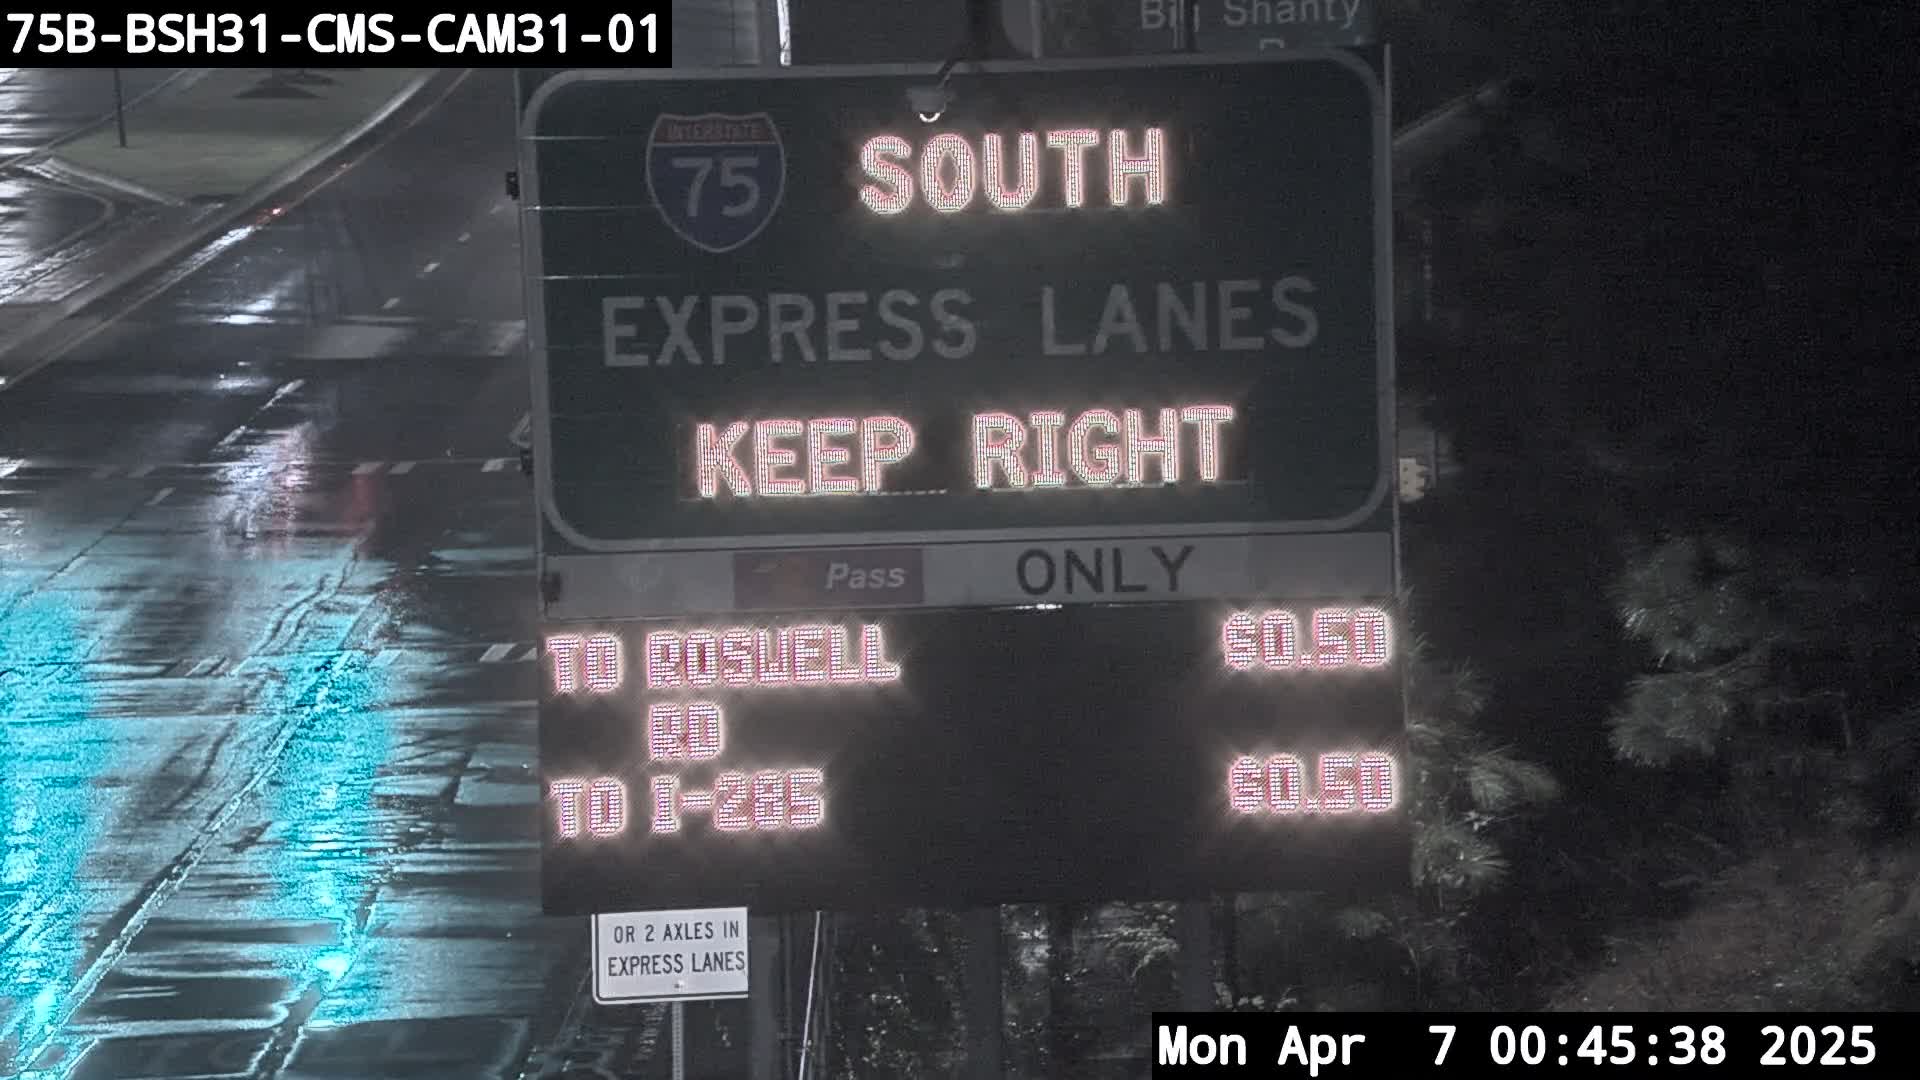 75B-BSH31-CMS-CAM31-01
Shanty
INTERSTATE
75
SOUTH
EXPRESS LANES
KEEP RIGHT
Pass ONLY
TO ROSWELL $0.50
RD
TO I-285 $0.50
OR 2 AXLES IN
EXPRESS LANES
Mon Apr 7 00:45:38 2025